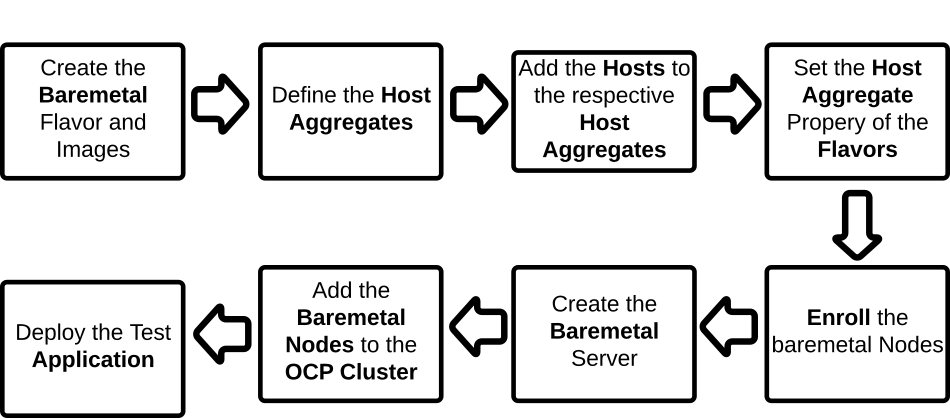 Create the
Baremetal
Flavor and
Images
Define the Host
Aggregates
Add the Hosts to
the respective
Host
Aggregates
Set the Host
Aggregate
Propery of the
Flavors
Enroll the
baremetal Nodes
Create the
Baremetal
Server
Add the
Baremetal
Nodes to the
OCP Cluster
Deploy the Test
Application